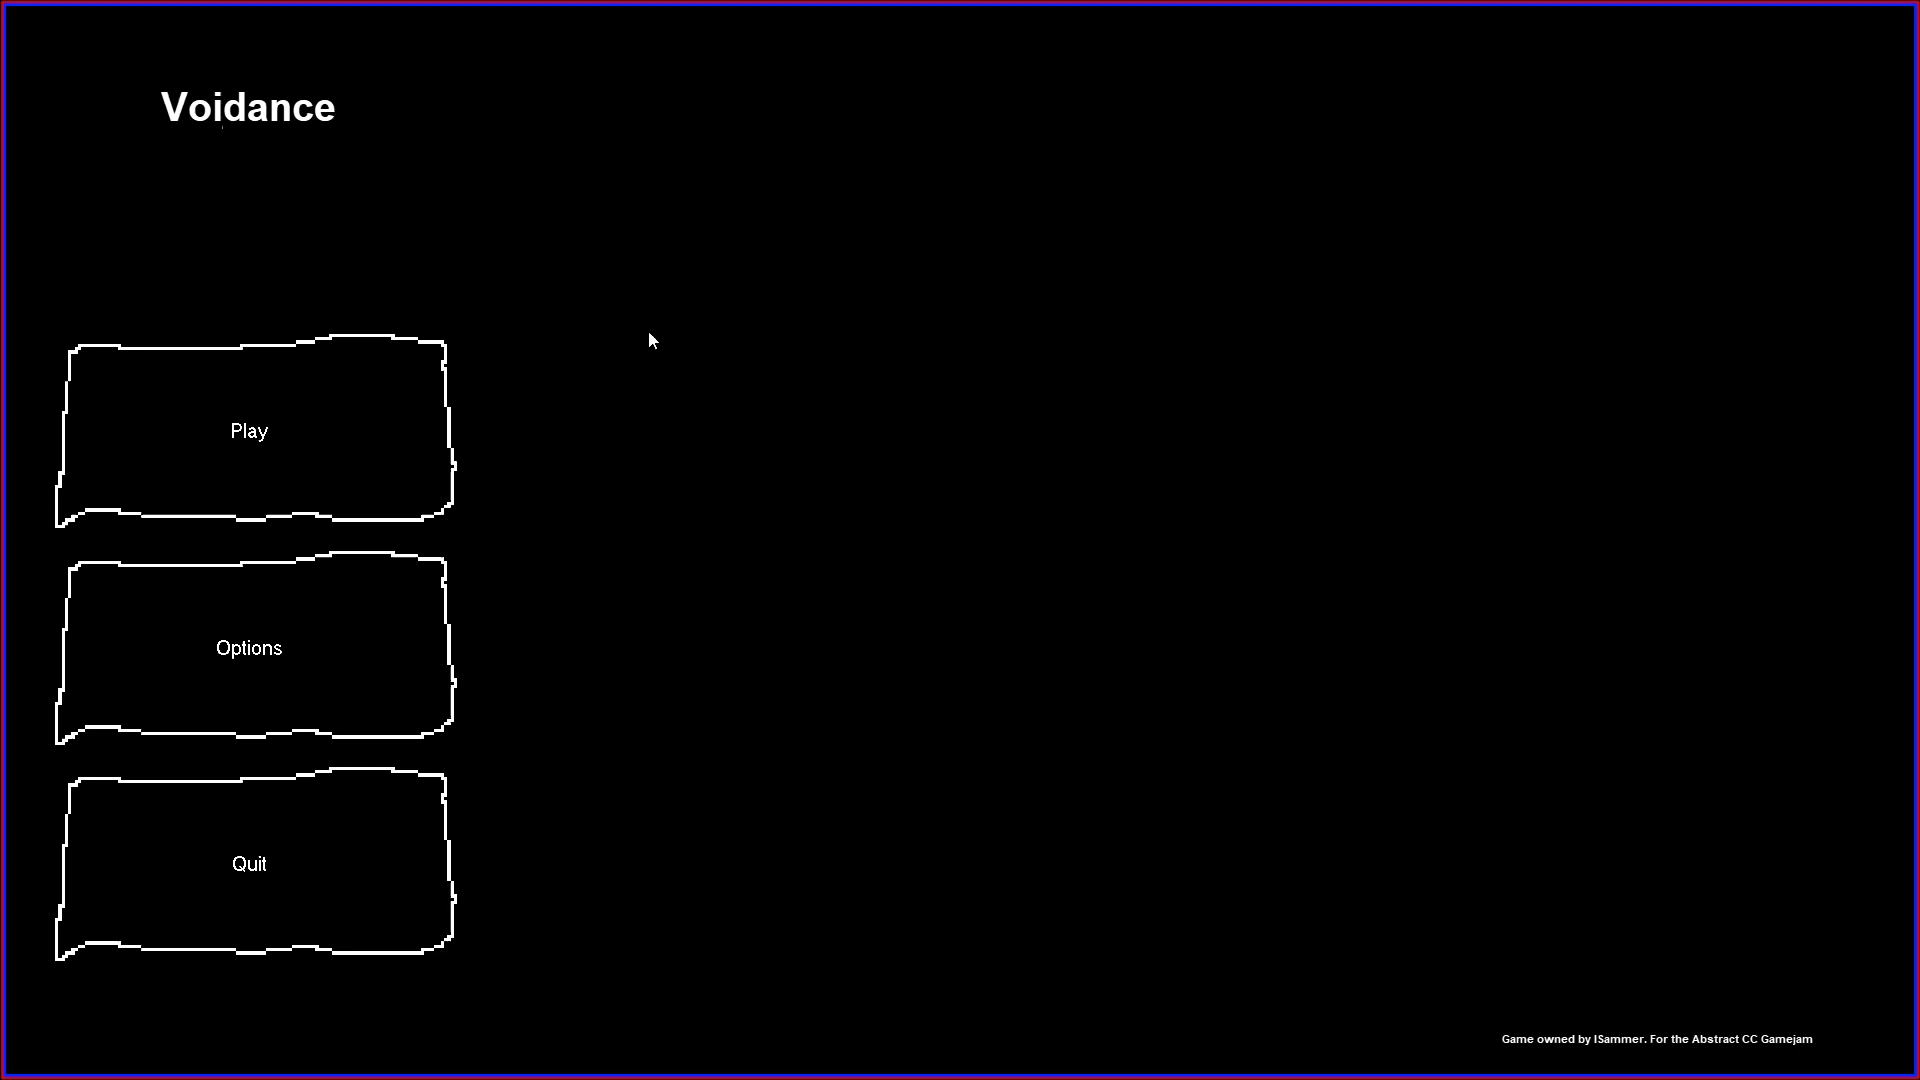 Voidance
Play
Options
Quit
Game owned by ISammer. For the Abstract CC Gamejam